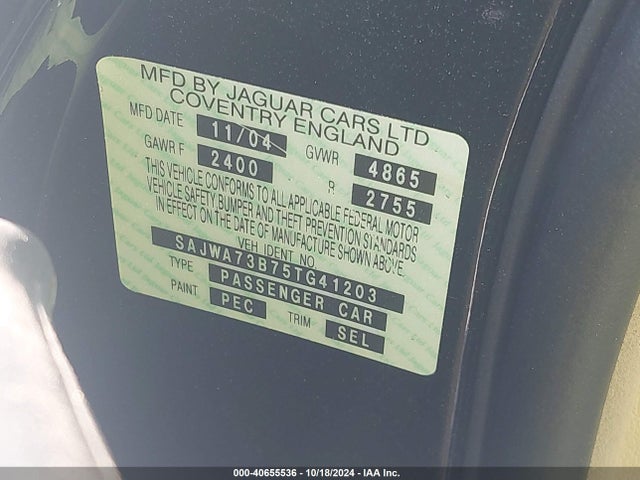 MFD BY JAGUAR CARS LTD
COVENTRY ENGLAND
MFD DATE 11/04 GVWR 4865
GAWR F 2400 R 2755
THIS VEHICLE CONFORMS TO ALL APPLICABLE FEDERAL MOTOR
VEHICLE SAFETY BUMPER AND THEFT PREVENTION STANDARDS
IN EFFECT ON THE DATE OF MANUFACTURE SHOWN ABOVE.
VEH IDENT NO.
SAJWA73B75TG41203
TYPE PASSENGER CAR
PAINT PEC TRIM SEL
000-40655536 - 10/18/2024 - IAA Inc.